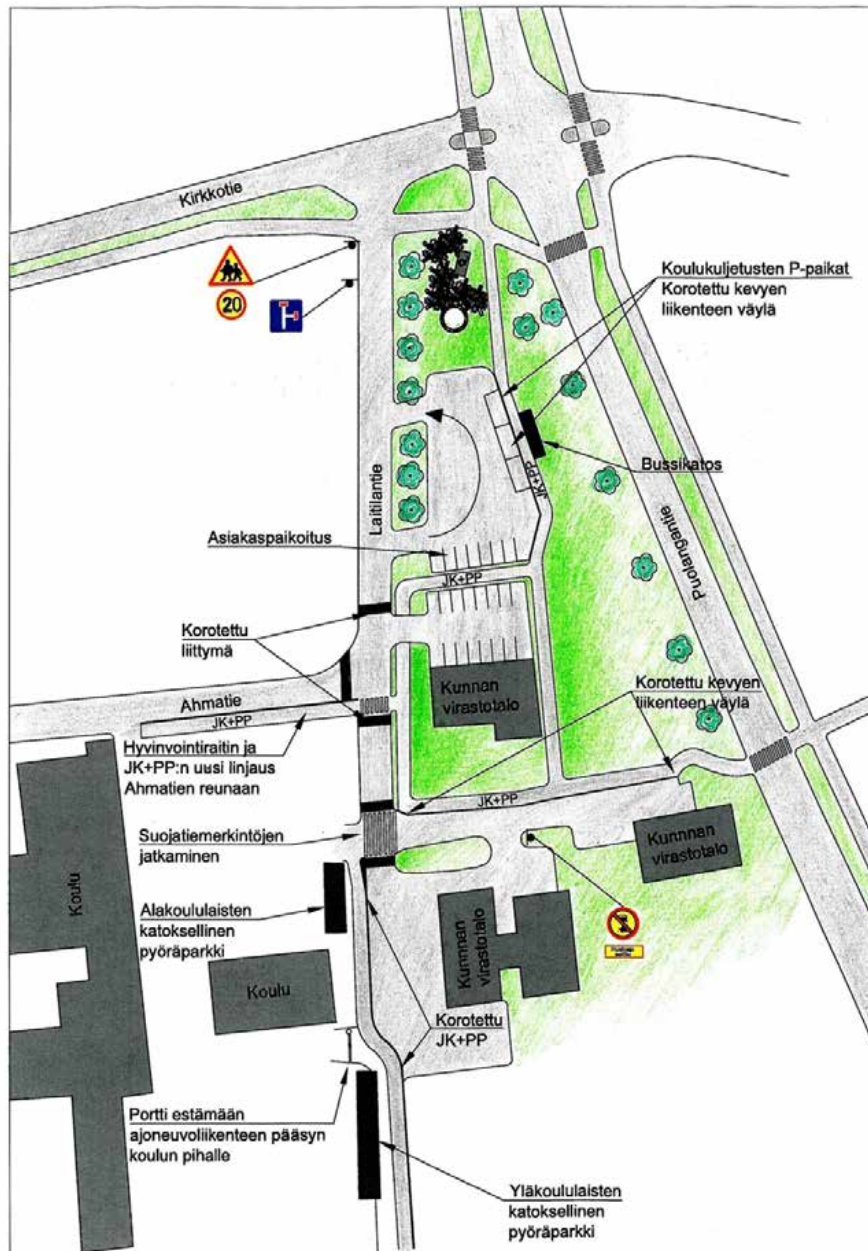 Kirkkotie
20
Koulukuljetusten P-paikat
Korotettu kevyen
liikenteen väylä
Bussikatos
JK+PP
Laitilantie
Puolangantie
Asiakaspaikoitus
JK+PP
Korotettu
liittymä
Kunnan
virastotalo
Korotettu kevyen
liikenteen väylä
Ahmatie
JK+PP
Hyvinvointiraitin ja
JK+PP:n uusi linjaus
Ahmatien reunaan
JK+PP
Suojatiemerkintöjen
jatkaminen
Kunnnan
virastotalo
Koulu
Alakoululaisten
katoksellinen
pyöräparkki
Kunnnan
virastotalo
Koulu
Korotettu
JK+PP
Portti estämään
ajoneuvoliikenteen pääsyn
koulun pihalle
Yläkoululaisten
katoksellinen
pyöräparkki